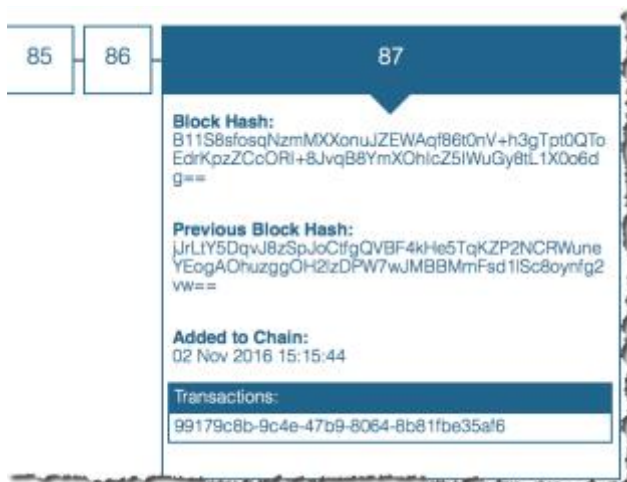 85
86
87
Block Hash:
B11S8sfosqNzmMXXonuJZEWAqf86t0nV+h3gTpt0QTo
EdrKpzZCcORI+8JvqB8YmXOhIcZ5IWuGy8tL1X0o6d
g==
Previous Block Hash:
jJrLtY5DqvJ8zSpJoCtfgQVBF4kHe5TqKZP2NCRWune
YEogAOhuzggOH2lzDPW7wJMBBMmFsd1lSc8oynfg2
vw==
Added to Chain:
02 Nov 2016 15:15:44
Transactions:
99179c8b-9c4e-47b9-8064-8b81fbe35af6